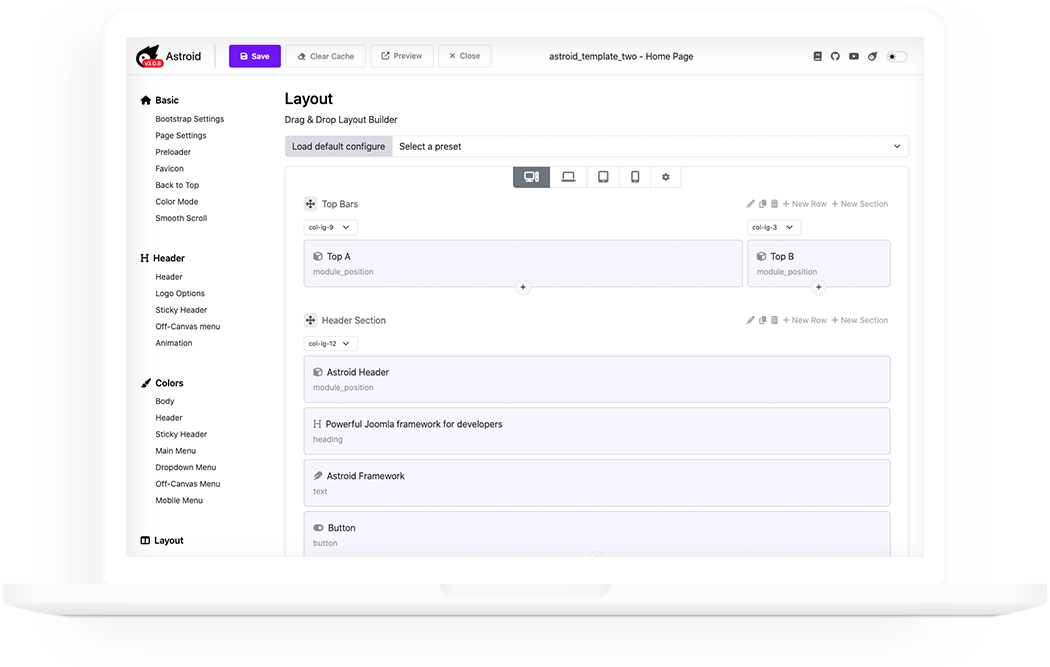 v3.0.8
Astroid
Save
Clear Cache
Preview
Close
astroid_template_two - Home Page
Basic
Bootstrap Settings
Page Settings
Preloader
Favicon
Back to Top
Color Mode
Smooth Scroll
Header
Header
Logo Options
Sticky Header
Off-Canvas menu
Animation
Colors
Body
Header
Sticky Header
Main Menu
Dropdown Menu
Off-Canvas Menu
Mobile Menu
Layout
Layout
Drag & Drop Layout Builder
Load default configure Select a preset
Top Bars
New Row New Section
col-lg-9
col-lg-3
Top A
module_position
Top B
module_position
Header Section
New Row New Section
col-lg-12
Astroid Header
module_position
Powerful Joomla framework for developers
heading
Astroid Framework
text
Button
button